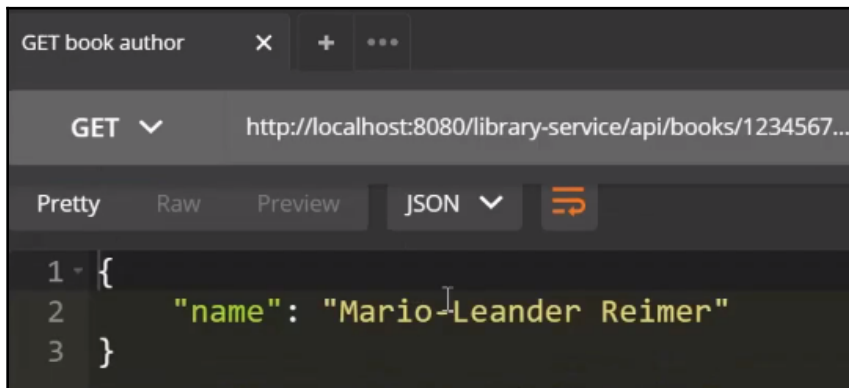 GET book author × + •••
GET http://localhost:8080/library-service/api/books/1234567...
Pretty Raw Preview JSON
1 {
2 "name": "Mario-Leander Reimer"
3 }